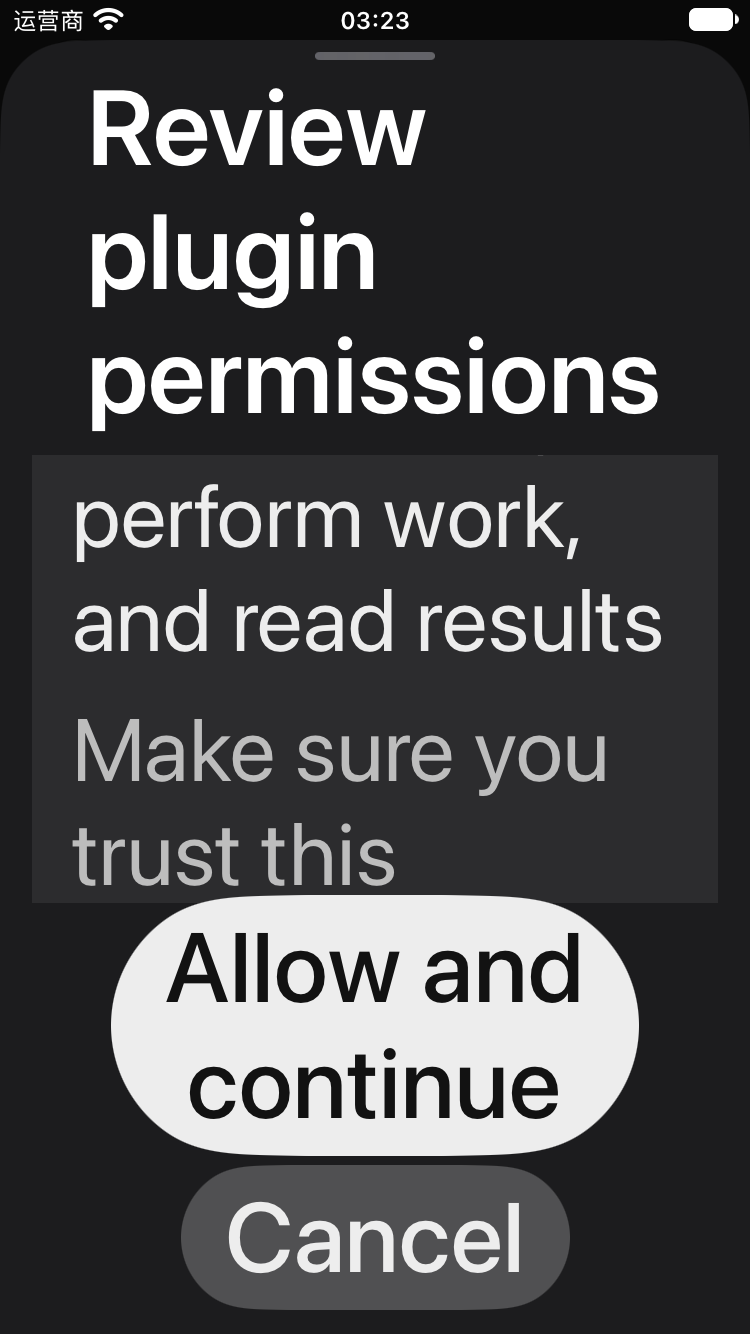 运营商
03:23
Review
plugin
permissions
perform work,
and read results
Make sure you
trust this
Allow and
continue
Cancel